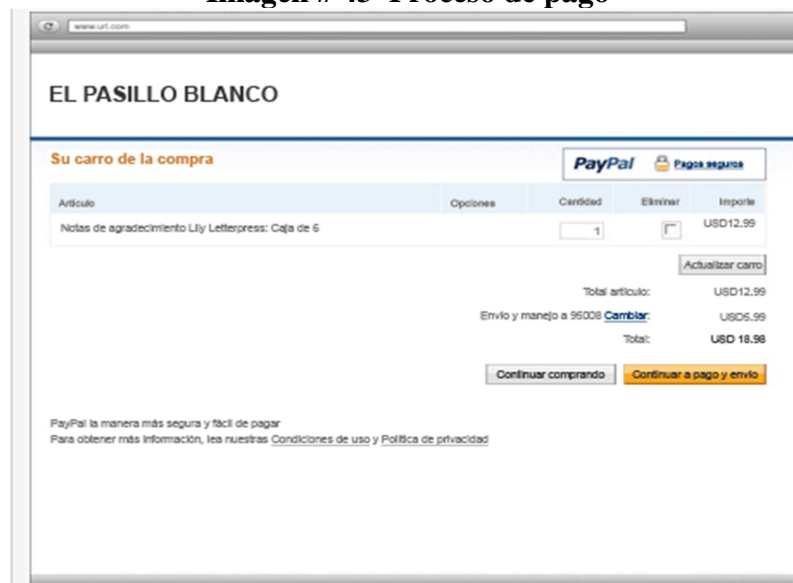 Imagen # 43 Proceso de pago
www.url.com
EL PASILLO BLANCO
Su carro de la compra
PayPal Pagos seguros
Artículo Opciones Cantidad Eliminar Importe
Notas de agradecimiento Lily Letterpress: Caja de 6 1 USD12.99
Actualizar carro
Total artículo: USD12.99
Envío y manejo a 95008 Cambiar: USD5.99
Total: USD 18.98
Continuar comprando Continuar a pago y envío
PayPal la manera más segura y fácil de pagar
Para obtener más información, lea nuestras Condiciones de uso y Política de privacidad